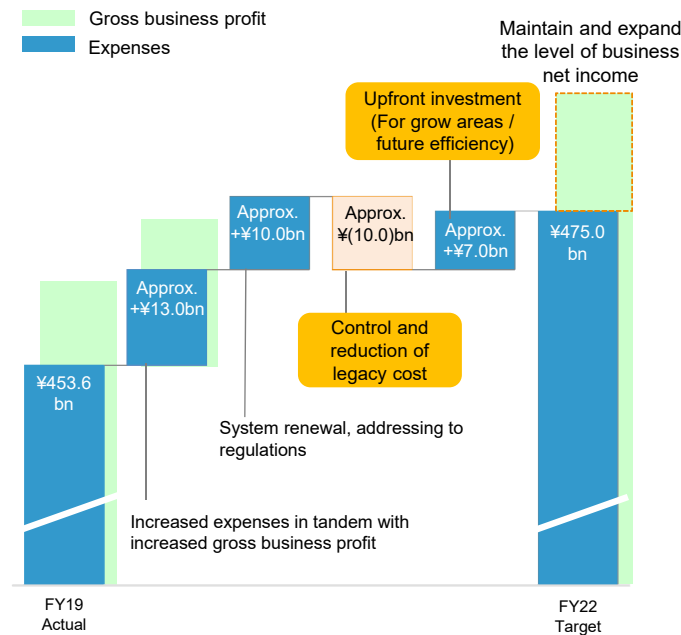 Gross business profit
Expenses
Maintain and expand
the level of business
net income
Upfront investment
(For grow areas /
future efficiency)
Approx.
+¥10.0bn
Approx.
¥(10.0)bn
Approx.
+¥7.0bn
¥475.0
bn
Approx.
+¥13.0bn
Control and
reduction of
legacy cost
¥453.6
bn
System renewal, addressing to
regulations
Increased expenses in tandem with
increased gross business profit
FY19
Actual
FY22
Target